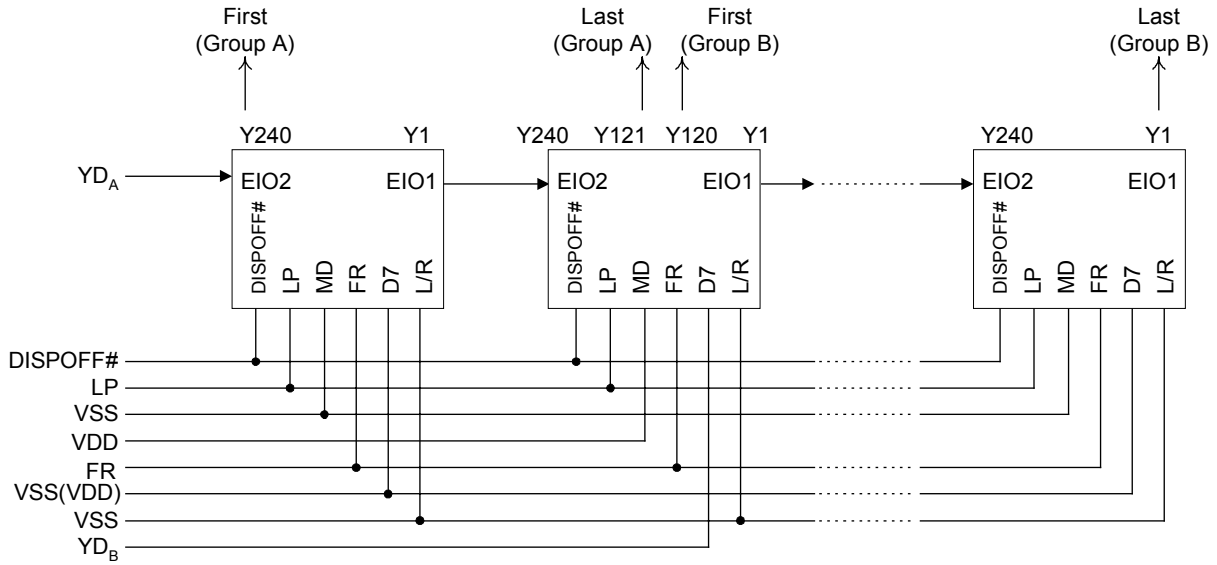 First
(Group A)
Last
(Group A)
First
(Group B)
Last
(Group B)
Y240 Y1
Y240 Y121 Y120 Y1
Y240 Y1
YDA
EIO2 EIO1
EIO2 EIO1
EIO2 EIO1
DISPOFF# LP MD FR D7 L/R
DISPOFF# LP MD FR D7 L/R
DISPOFF# LP MD FR D7 L/R
DISPOFF#
LP
VSS
VDD
FR
VSS(VDD)
VSS
YDB